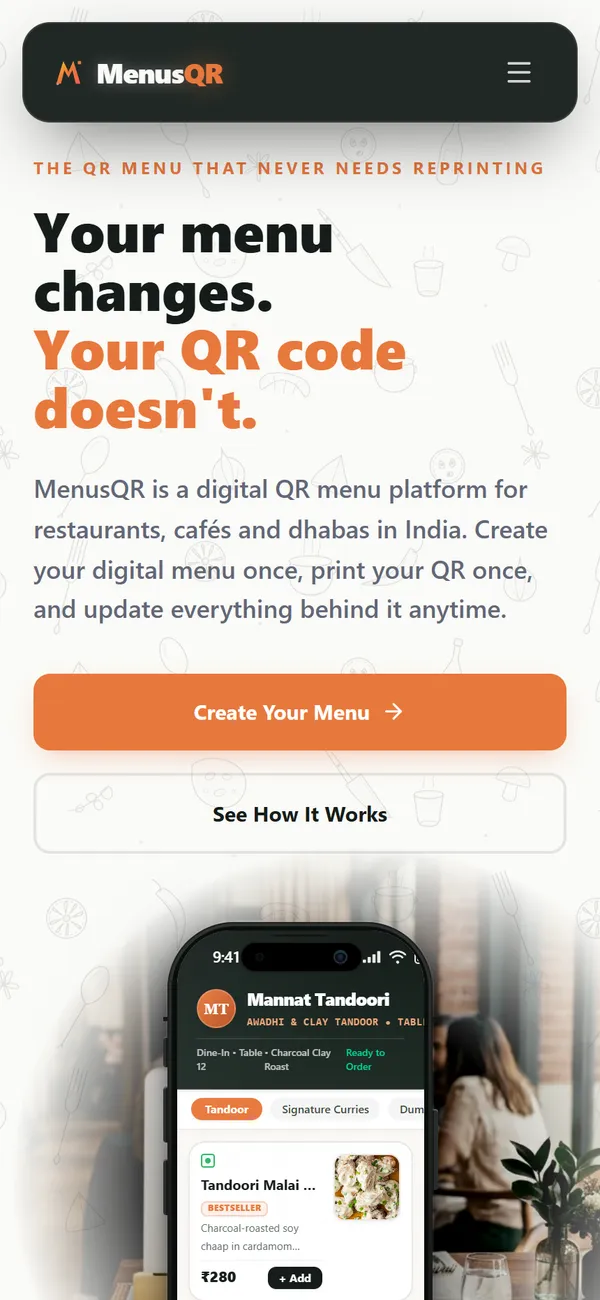 MenusQR
THE QR MENU THAT NEVER NEEDS REPRINTING
Your menu
changes.
Your QR code
doesn't.
MenusQR is a digital QR menu platform for
restaurants, cafés and dhabas in India. Create
your digital menu once, print your QR once,
and update everything behind it anytime.
Create Your Menu →
See How It Works
9:41
MT
Mannat Tandoori
AWADHI & CLAY TANDOOR • TABL
Dine-In • Table
12
• Charcoal Clay
Roast
Ready to
Order
Tandoor
Signature Curries
Dum
Tandoori Malai ...
BESTSELLER
Charcoal-roasted soy
chaap in cardamom...
₹280
+ Add